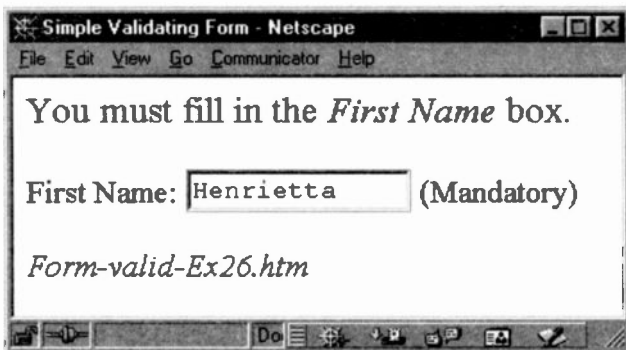 Simple Validating Form - Netscape
File Edit View Go Communicator Help
You must fill in the First Name box.
First Name: Henrietta (Mandatory)
Form-valid-Ex26.htm
Do